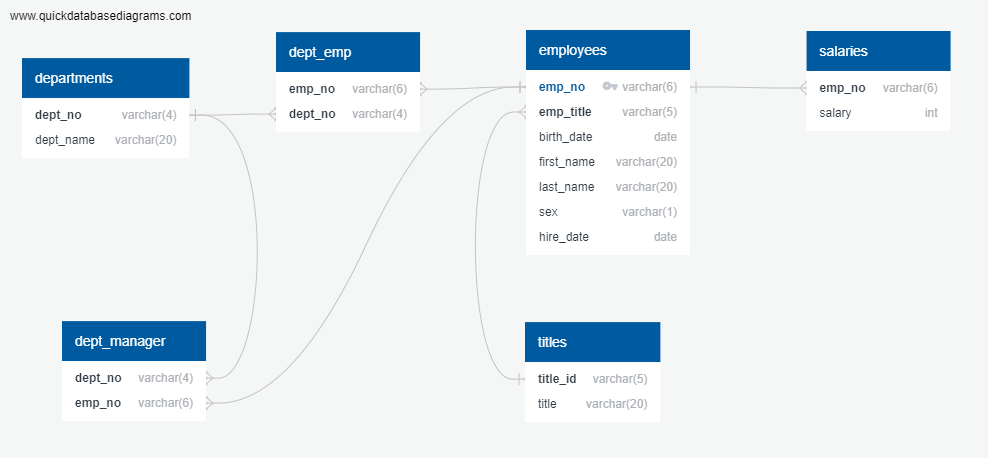 www.quickdatabasediagrams.com
departments
dept_no varchar(4)
dept_name varchar(20)
dept_emp
emp_no varchar(6)
dept_no varchar(4)
employees
emp_no varchar(6)
emp_title varchar(5)
birth_date date
first_name varchar(20)
last_name varchar(20)
sex varchar(1)
hire_date date
salaries
emp_no varchar(6)
salary int
dept_manager
dept_no varchar(4)
emp_no varchar(6)
titles
title_id varchar(5)
title varchar(20)